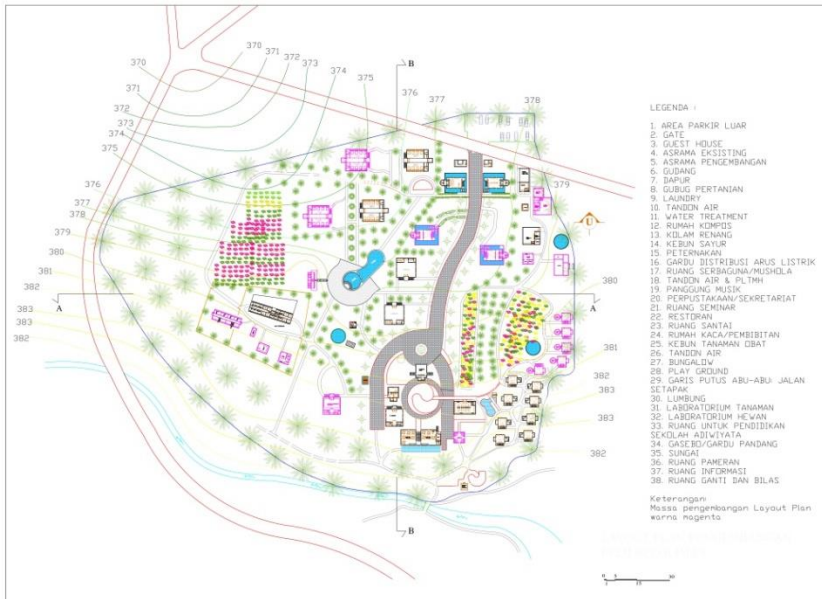 370
370
371
372
373
374
371
372
373
374
375
376
377
378
379
380
381
382
383
383
382
375
376
377
378
379
380
381
382
383
382
B
B
A
A
U
LEGENDA :
1. AREA PARKIR LUAR
2. GATE
3. GUEST HOUSE
4. ASRAMA EKSISTING
5. ASRAMA PENGEMBANGAN
6. GUDANG
7. DAPUR
8. GUBUG PERTANIAN
9. LAUNDRY
10. TANDON AIR
11. WATER TREATMENT
12. RUMAH KOMPOS
13. KOLAM RENANG
14. KEBUN SAYUR
15. PETERNAKAN
16. GARDU DISTRIBUSI ARUS LISTRIK
17. RUANG SERBAGUNA/MUSHOLA
18. TANDON AIR & PLTMH
19. PANGGUNG MUSIK
20. PERPUSTAKAAN/SEKRETARIAT
21. RUANG SEMINAR
22. RESTORAN
23. RUANG SANTAI
24. RUMAH KACA/PEMBIBITAN
25. KEBUN TANAMAN OBAT
26. TANDON AIR
27. BUNGALOW
28. PLAY GROUND
29. GARIS PUTUS ABU-ABU: JALAN
SETAPAK
30. LUMBUNG
31. LABORATORIUM TANAMAN
32. LABORATORIUM HEWAN
33. RUANG UNTUK PENDIDIKAN
SEKOLAH ADIWIYATA
34. GASEBO/GARDU PANDANG
35. SUNGAI
36. RUANG PAMERAN
37. RUANG INFORMASI
38. RUANG GANTI DAN BILAS
Keterangan:
Massa pengembangan Layout Plan
warna magenta